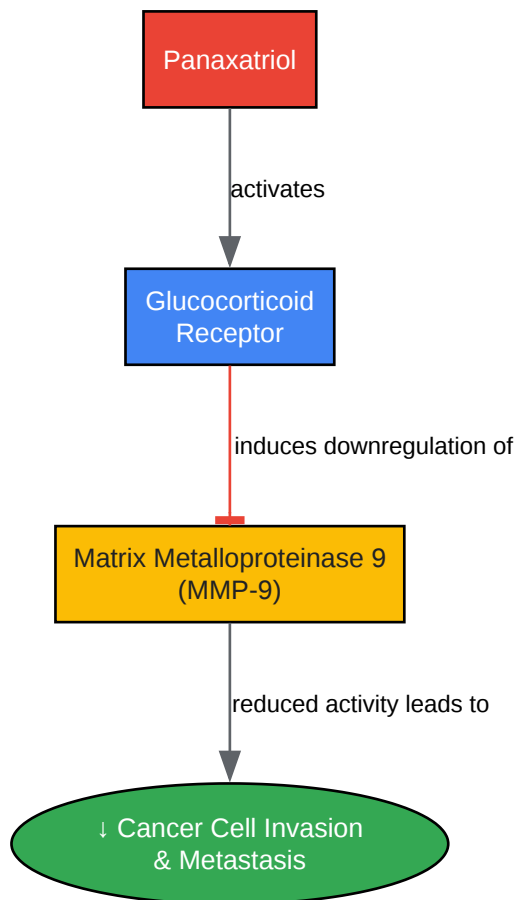 Panaxatriol
activates
Glucocorticoid
Receptor
induces downregulation of
Matrix Metalloproteinase 9
(MMP-9)
reduced activity leads to
↓ Cancer Cell Invasion
& Metastasis